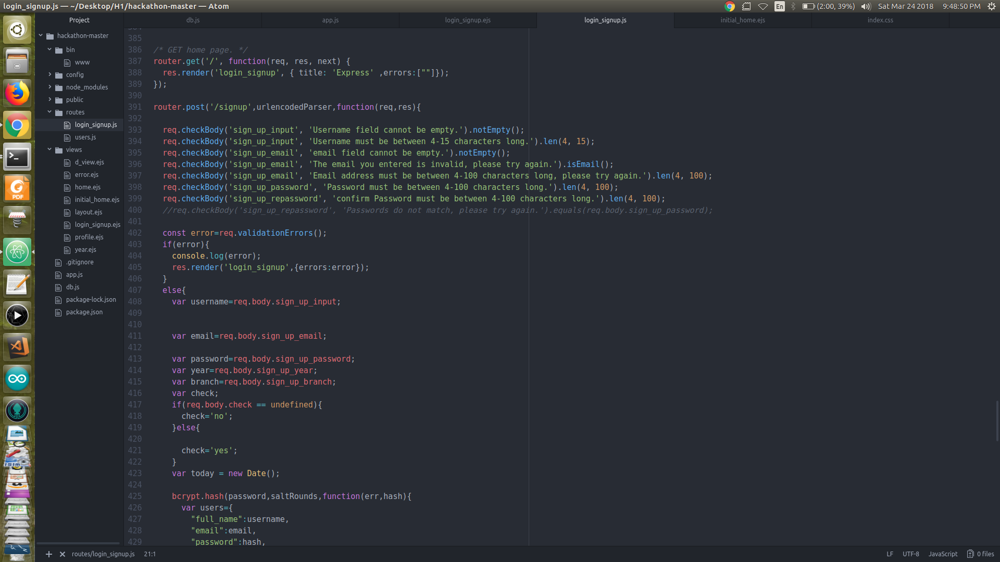 login_signup.js — ~/Desktop/H1/hackathon-master — Atom
En
(2:00, 39%)
Sat Mar 24 2018
9:48:50 PM
Project
db.js
app.js
login_signup.ejs
login_signup.js
initial_home.ejs
index.css
hackathon-master
bin
www
config
node_modules
public
routes
login_signup.js
users.js
views
d_view.ejs
error.ejs
home.ejs
initial_home.ejs
layout.ejs
login_signup.ejs
profile.ejs
year.ejs
.gitignore
app.js
db.js
package-lock.json
package.json
PDF
385
386 /* GET home page. */
387 router.get('/', function(req, res, next) {
388 res.render('login_signup', { title: 'Express' ,errors:[""]});
389 });
390
391 router.post('/signup',urlencodedParser,function(req,res){
392
393 req.checkBody('sign_up_input', 'Username field cannot be empty.').notEmpty();
394 req.checkBody('sign_up_input', 'Username must be between 4-15 characters long.').len(4, 15);
395 req.checkBody('sign_up_email', 'email field cannot be empty.').notEmpty();
396 req.checkBody('sign_up_email', 'The email you entered is invalid, please try again.').isEmail();
397 req.checkBody('sign_up_email', 'Email address must be between 4-100 characters long, please try again.').len(4, 100);
398 req.checkBody('sign_up_password', 'Password must be between 4-100 characters long.').len(4, 100);
399 req.checkBody('sign_up_repassword', 'confirm Password must be between 4-100 characters long.').len(4, 100);
400 //req.checkBody('sign_up_repassword', 'Passwords do not match, please try again.').equals(req.body.sign_up_password);
401
402 const error=req.validationErrors();
403 if(error){
404 console.log(error);
405 res.render('login_signup',{errors:error});
406 }
407 else{
408 var username=req.body.sign_up_input;
409
410
411 var email=req.body.sign_up_email;
412
413 var password=req.body.sign_up_password;
414 var year=req.body.sign_up_year;
415 var branch=req.body.sign_up_branch;
416 var check;
417 if(req.body.check == undefined){
418 check='no';
419 }else{
420
421 check='yes';
422 }
423 var today = new Date();
424
425 bcrypt.hash(password,saltRounds,function(err,hash){
426 var users={
427 "full_name":username,
428 "email":email,
429 "password":hash,
routes/login_signup.js
21:1
LF
UTF-8
JavaScript
0 files